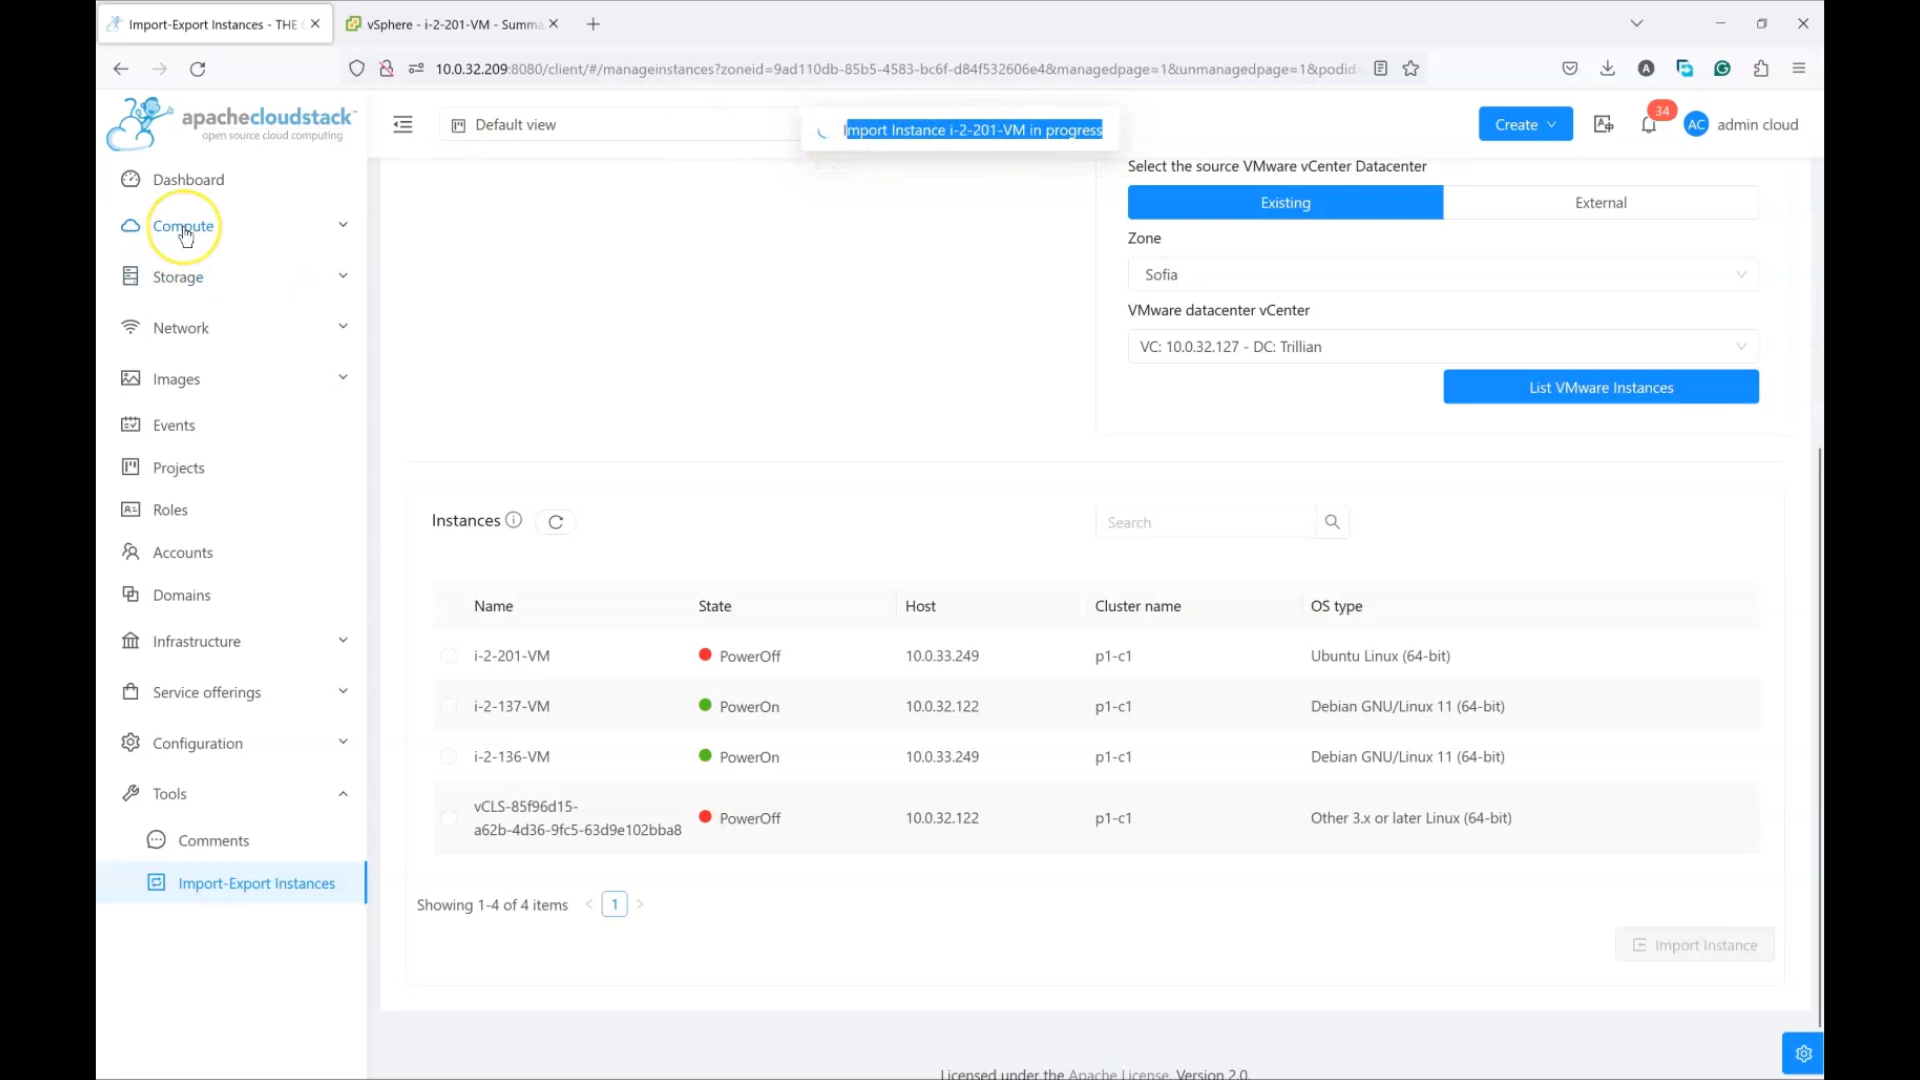 Import-Export Instances - THE
vSphere - i-2-201-VM - Summa
10.0.32.209:8080/client/#/manageinstances?zoneid=9ad110db-85b5-4583-bc6f-d84f532606e4&managedpage=1&unmanagedpage=1&podid=
apachecloudstack™
open source cloud computing
Default view
Import Instance i-2-201-VM in progress
Create
34
AC
admin cloud
Dashboard
Compute
Storage
Network
Images
Events
Projects
Roles
Accounts
Domains
Infrastructure
Service offerings
Configuration
Tools
Comments
Import-Export Instances
Select the source VMware vCenter Datacenter
Existing
External
Zone
Sofia
VMware datacenter vCenter
VC: 10.0.32.127 - DC: Trillian
List VMware Instances
Instances
Search
Name State Host Cluster name OS type
i-2-201-VM PowerOff 10.0.33.249 p1-c1 Ubuntu Linux (64-bit)
i-2-137-VM PowerOn 10.0.32.122 p1-c1 Debian GNU/Linux 11 (64-bit)
i-2-136-VM PowerOn 10.0.33.249 p1-c1 Debian GNU/Linux 11 (64-bit)
vCLS-85f96d15-
a62b-4d36-9fc5-63d9e102bba8 PowerOff 10.0.32.122 p1-c1 Other 3.x or later Linux (64-bit)
Showing 1-4 of 4 items
1
Import Instance
Licensed under the Apache License, Version 2.0.